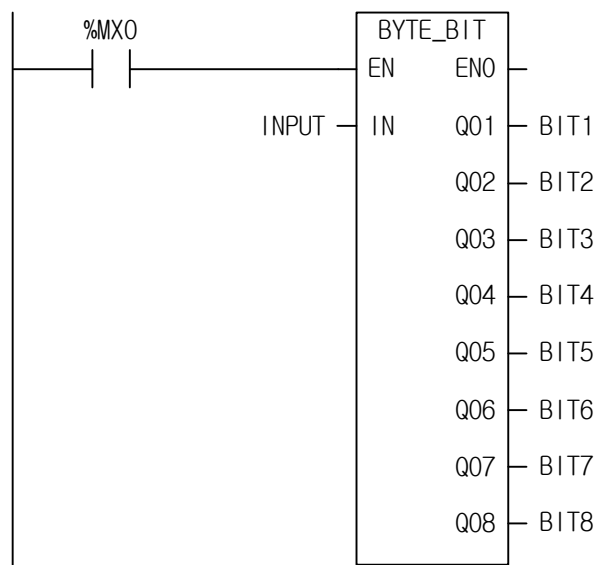 %MX0 BYTE_BIT
EN ENO
INPUT IN Q01 BIT1
Q02 BIT2
Q03 BIT3
Q04 BIT4
Q05 BIT5
Q06 BIT6
Q07 BIT7
Q08 BIT8